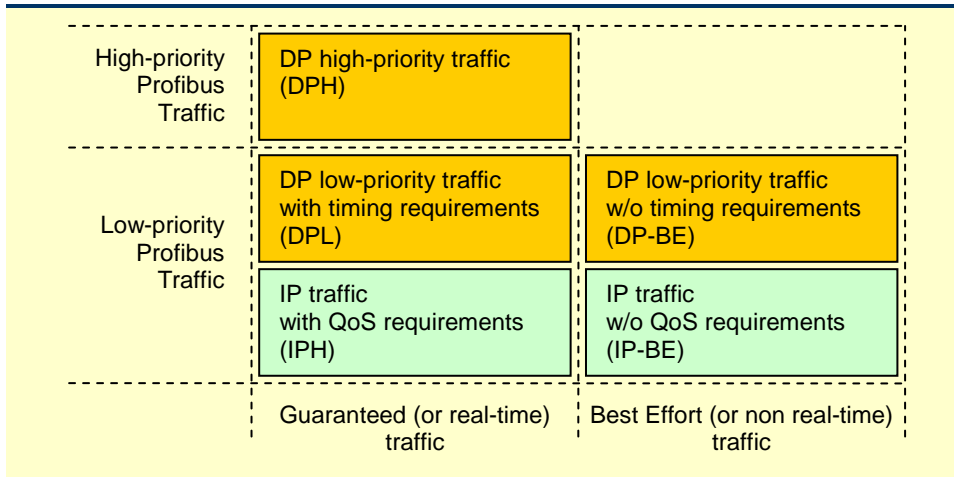 High-priority
Profibus
Traffic
DP high-priority traffic
(DPH)
Low-priority
Profibus
Traffic
DP low-priority traffic
with timing requirements
(DPL)
DP low-priority traffic
w/o timing requirements
(DP-BE)
IP traffic
with QoS requirements
(IPH)
IP traffic
w/o QoS requirements
(IP-BE)
Guaranteed (or real-time)
traffic
Best Effort (or non real-time)
traffic